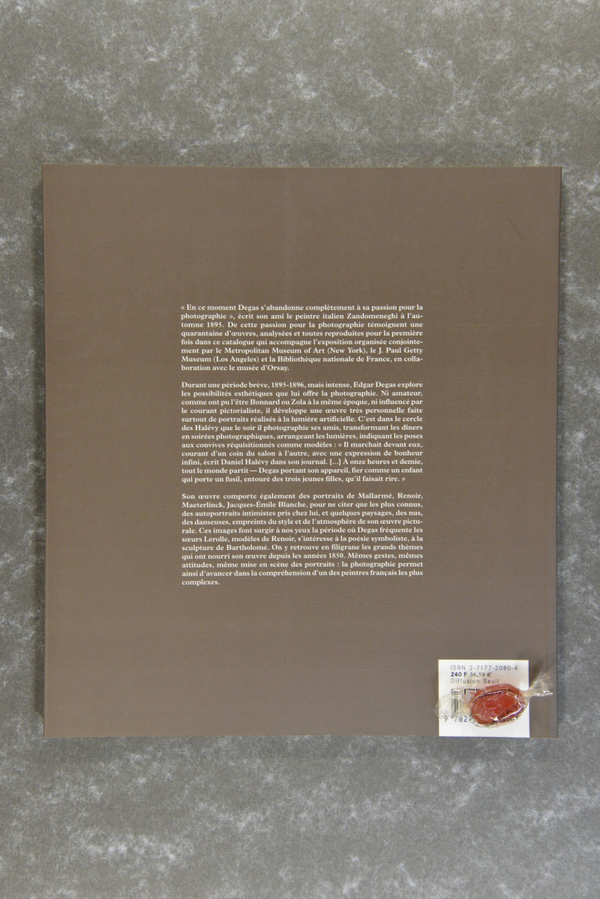 « En ce moment Degas s'abandonne complètement à sa passion pour la
photographie », écrit son ami le peintre italien Zandomeneghi à l'au-
tomne 1895. De cette passion pour la photographie témoignent une
quarantaine d'œuvres, analysées et toutes reproduites pour la première
fois dans ce catalogue qui accompagne l'exposition organisée conjointe-
ment par le Metropolitan Museum of Art (New York), le J. Paul Getty
Museum (Los Angeles) et la Bibliothèque nationale de France, en colla-
boration avec le musée d'Orsay.
Durant une période brève, 1895-1896, mais intense, Edgar Degas explore
les possibilités esthétiques que lui offre la photographie. Ni amateur,
comme ont pu l'être Bonnard ou Zola à la même époque, ni influencé par
le courant pictorialiste, il développe une œuvre très personnelle faite
surtout de portraits réalisés à la lumière artificielle. C'est dans le cercle
des Halévy que le soir il photographie ses amis, transformant les dîners
en soirées photographiques, arrangeant les lumières, indiquant les poses
aux convives réquisitionnés comme modèles : « Il marchait devant eux,
courant d'un coin du salon à l'autre, avec une expression de bonheur
infini, écrit Daniel Halévy dans son journal. [...] À onze heures et demie,
tout le monde partit — Degas portant son appareil, fier comme un enfant
qui porte un fusil, entouré des trois jeunes filles, qu'il faisait rire. »
Son œuvre comporte également des portraits de Mallarmé, Renoir,
Maeterlinck, Jacques-Emile Blanche, pour ne citer que les plus connus,
des autoportraits intimistes pris chez lui, et quelques paysages, des nus,
des danseuses, empreints du style et de l'atmosphère de son œuvre pictu-
rale. Ces images font surgir à nos yeux la période où Degas fréquente les
sœurs Lerolle, modèles de Renoir, s'intéresse à la poésie symboliste, à la
sculpture de Bartholomé. On y retrouve en filigrane les grands thèmes
qui ont nourri son œuvre depuis les années 1850. Mêmes gestes, mêmes
attitudes, même mise en scène des portraits : la photographie permet
ainsi d'avancer dans la compréhension d'un des peintres français les plus
complexes.
ISBN 2-7177-2080-4
240 F 36,59 €
Diffusion Seuil